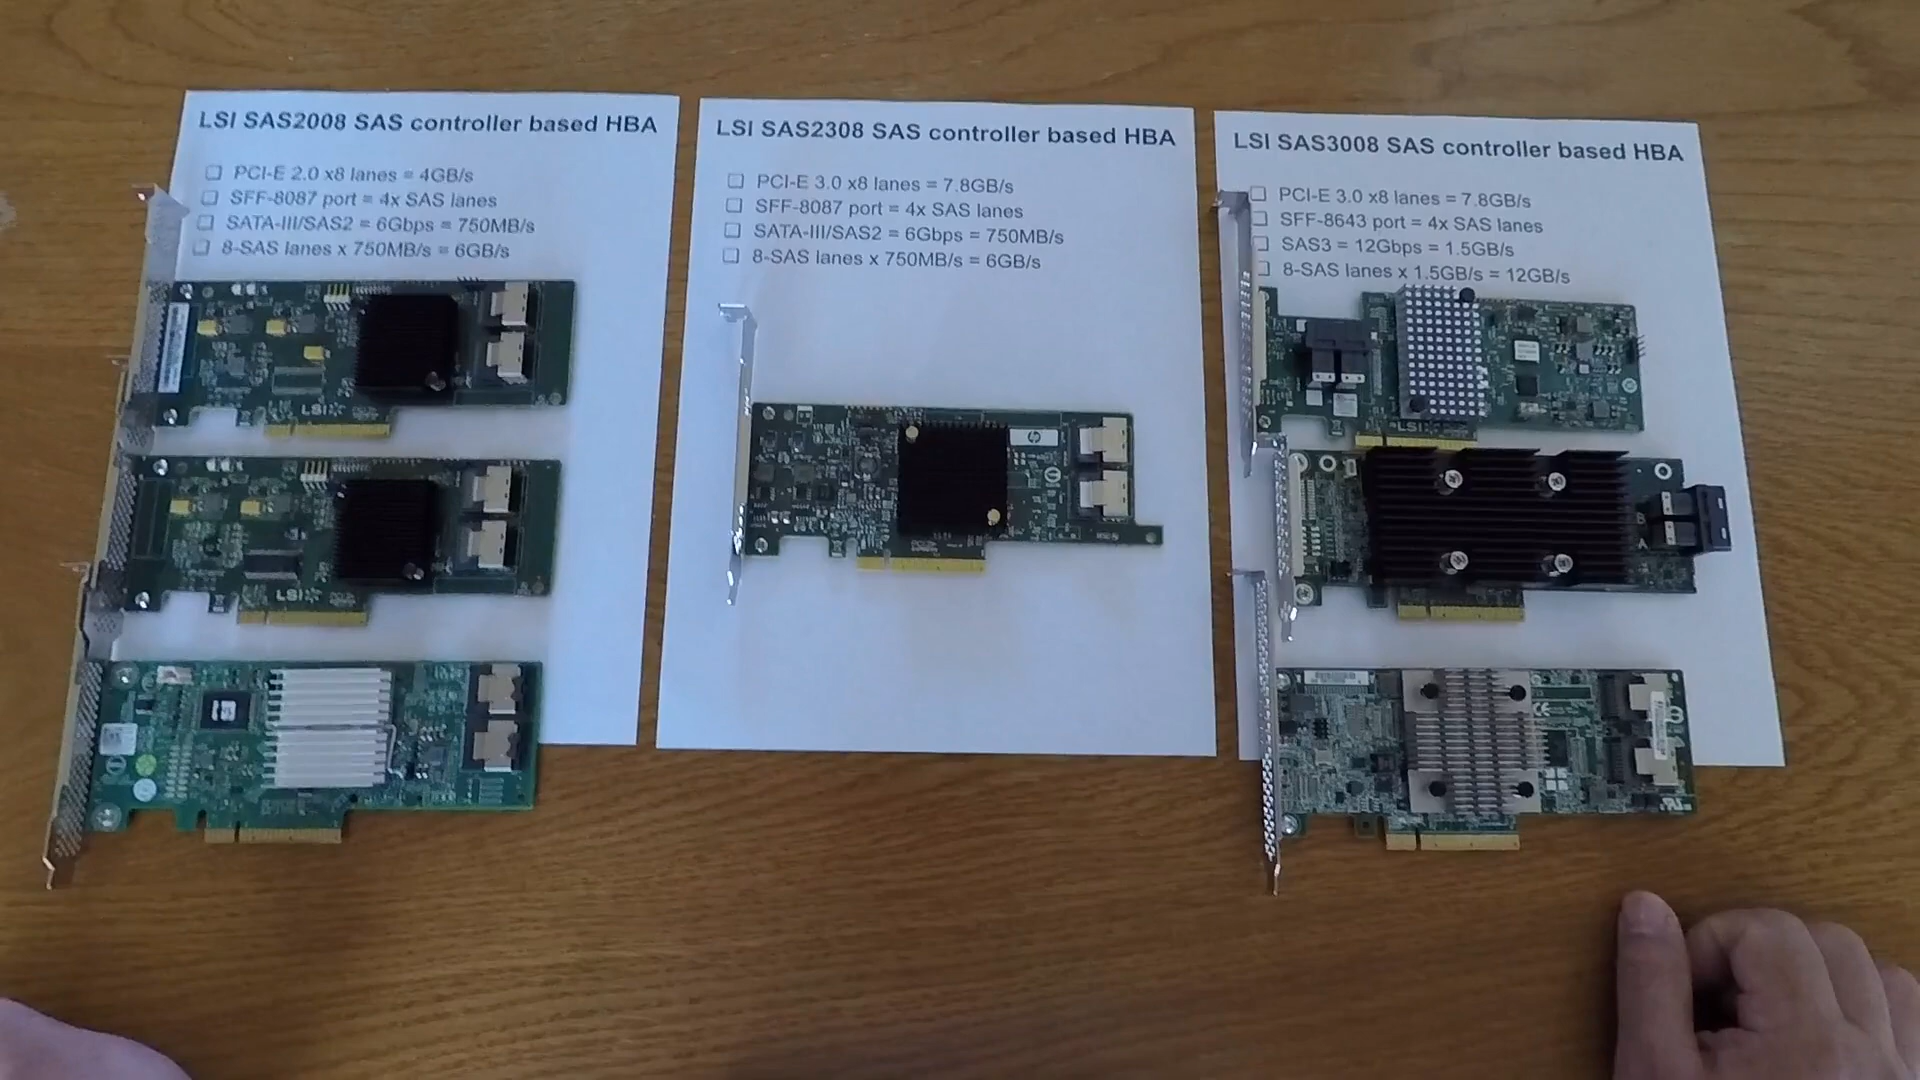 LSI SAS2008 SAS controller based HBA
PCI-E 2.0 x8 lanes = 4GB/s
SFF-8087 port = 4x SAS lanes
SATA-III/SAS2 = 6Gbps = 750MB/s
8-SAS lanes x 750MB/s = 6GB/s
LSI
LSI
LSI SAS2308 SAS controller based HBA
PCI-E 3.0 x8 lanes = 7.8GB/s
SFF-8087 port = 4x SAS lanes
SATA-III/SAS2 = 6Gbps = 750MB/s
8-SAS lanes x 750MB/s = 6GB/s
hp
LSI SAS3008 SAS controller based HBA
PCI-E 3.0 x8 lanes = 7.8GB/s
SFF-8643 port = 4x SAS lanes
SAS3 = 12Gbps = 1.5GB/s
8-SAS lanes x 1.5GB/s = 12GB/s
LSI
B
A
CE